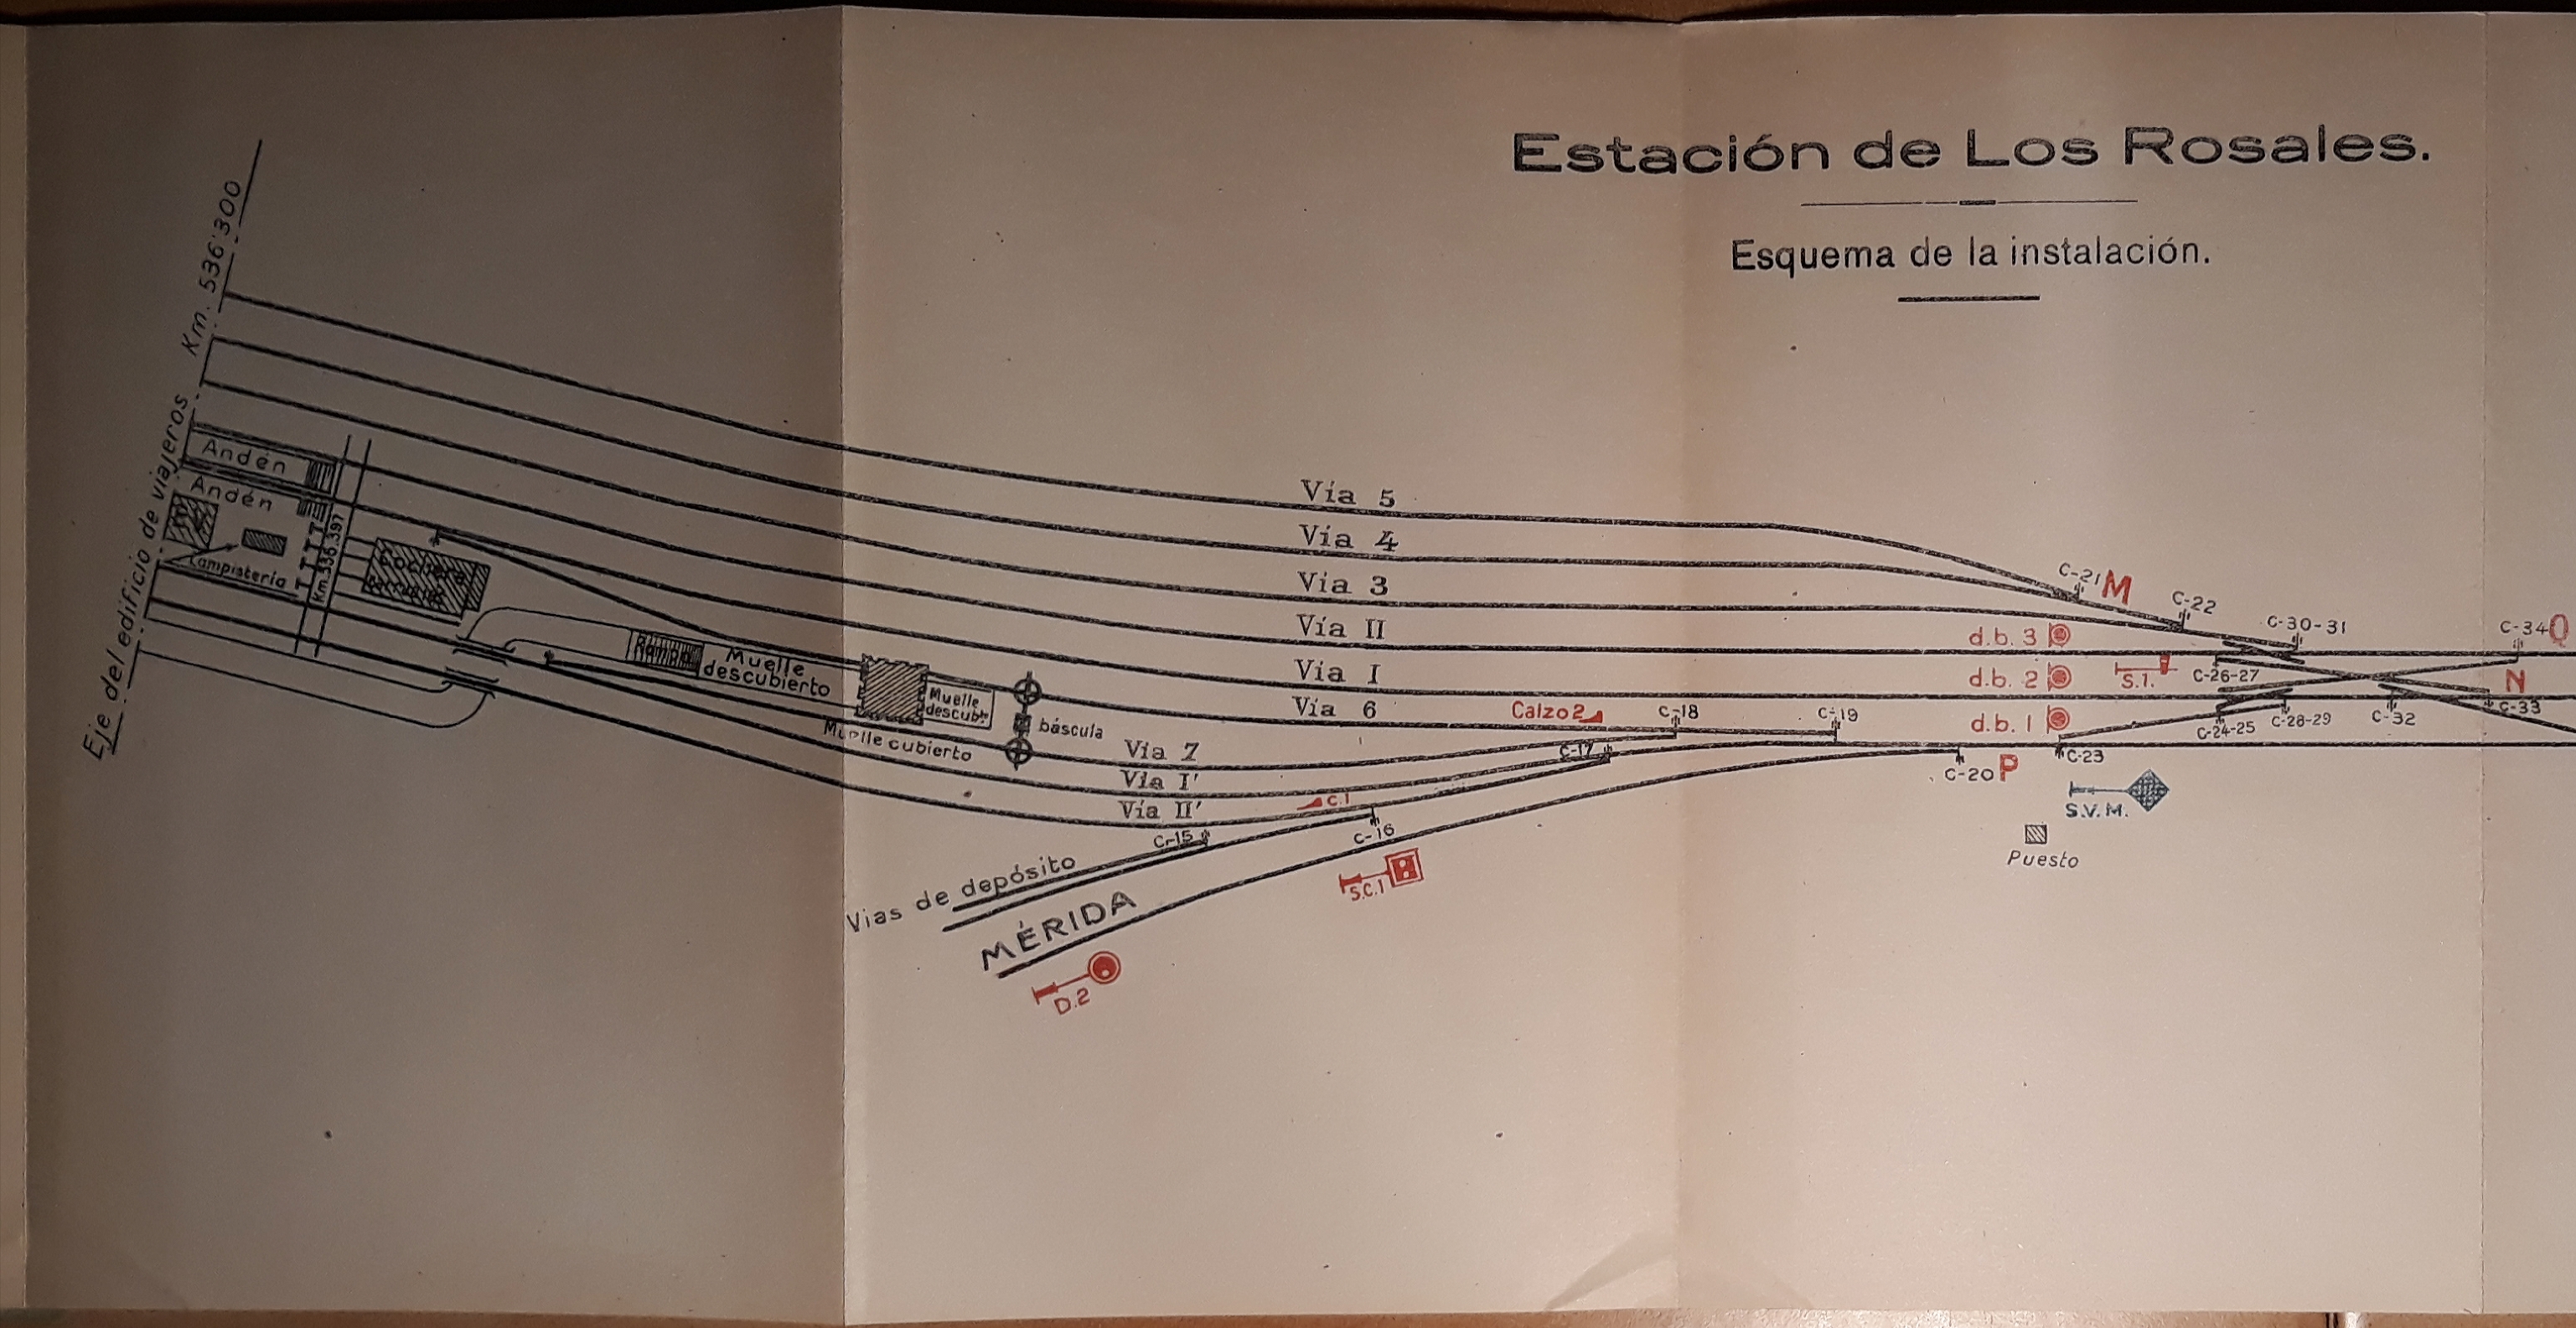 Estación de Los Rosales.
Esquema de la instalación.
Eje del edificio de viajeros Km. 536'300
Andén
Andén
Lampistería
Km. 536.397
Cochera
Rampa
Muelle
descubierto
Muelle
descubto
Muelle cubierto
báscula
Vía 5
Vía 4
Vía 3
Vía II
Vía I
Vía 6
Vía 7
Vía I'
Vía II'
Calzo 2
C-18
C-19
C-17
C.1
C-15
C-16
Vias de depósito
MÉRIDA
D.2
S.C.1
C-21 M
C-22
C-30-31
C-34 O
d.b. 3
d.b. 2
S.1.
C-26-27
N
C-33
d.b. 1
C-24-25
C-28-29
C-32
C-20 P
C-23
S.V.M.
Puesto